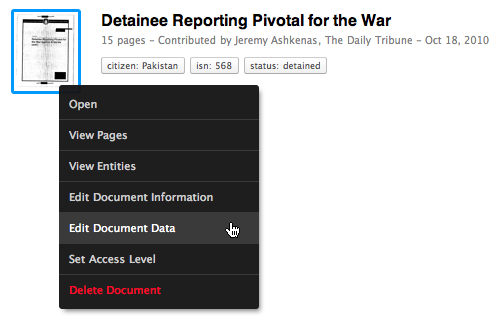 Detainee Reporting Pivotal for the War
15 pages – Contributed by Jeremy Ashkenas, The Daily Tribune – Oct 18, 2010
citizen: Pakistan isn: 568 status: detained
Open
View Pages
View Entities
Edit Document Information
Edit Document Data
Set Access Level
Delete Document